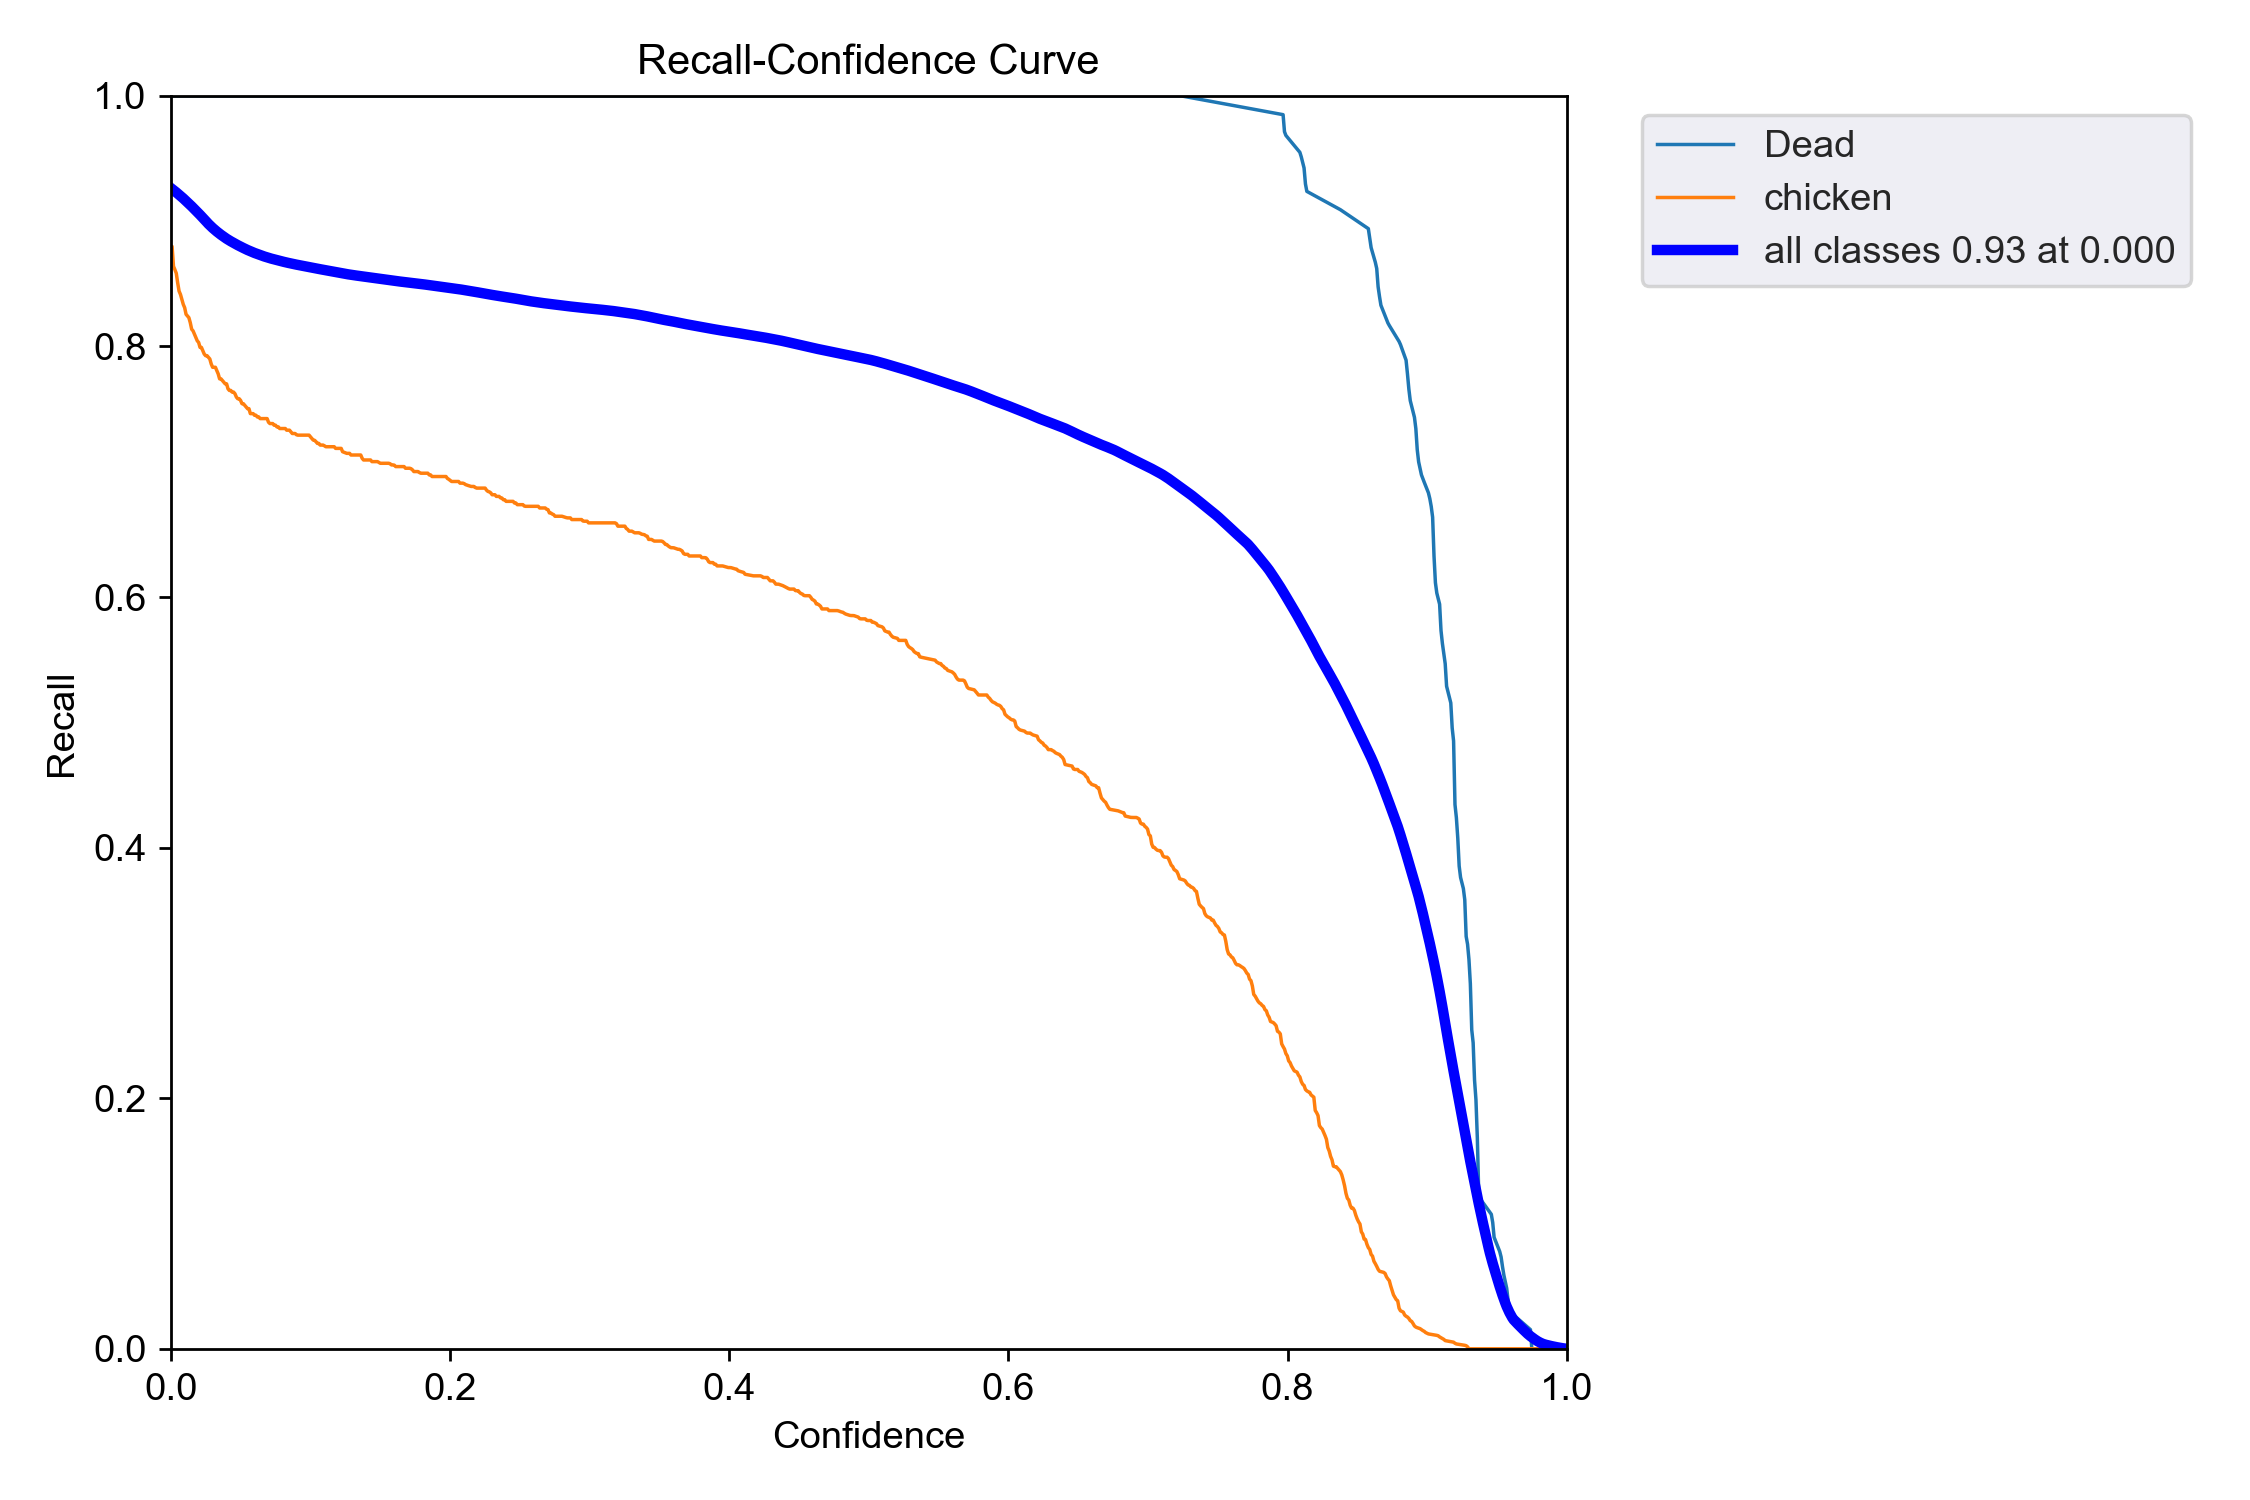 Recall-Confidence Curve
1.0
0.8
0.6
0.4
0.2
0.0
Recall
0.0 0.2 0.4 0.6 0.8 1.0
Confidence
Dead
chicken
all classes 0.93 at 0.000